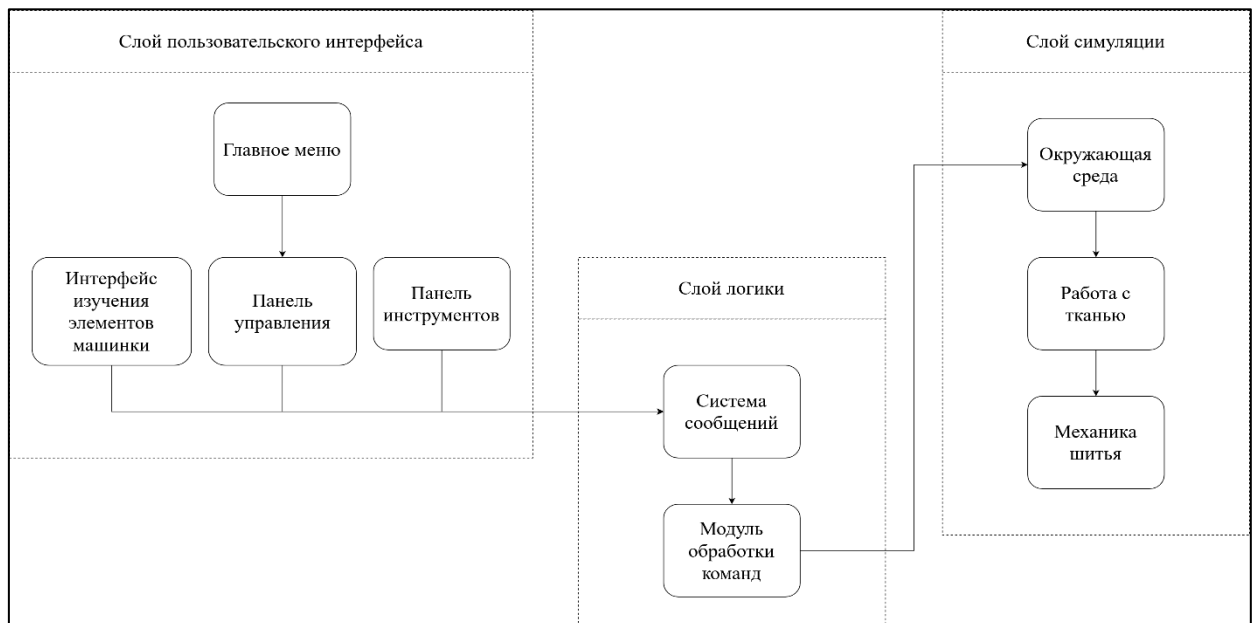 Слой пользовательского интерфейса
Главное меню
Интерфейс
изучения
элементов
машинки
Панель
управления
Панель
инструментов
Слой логики
Система
сообщений
Модуль
обработки
команд
Слой симуляции
Окружающая
среда
Работа с
тканью
Механика
шитья